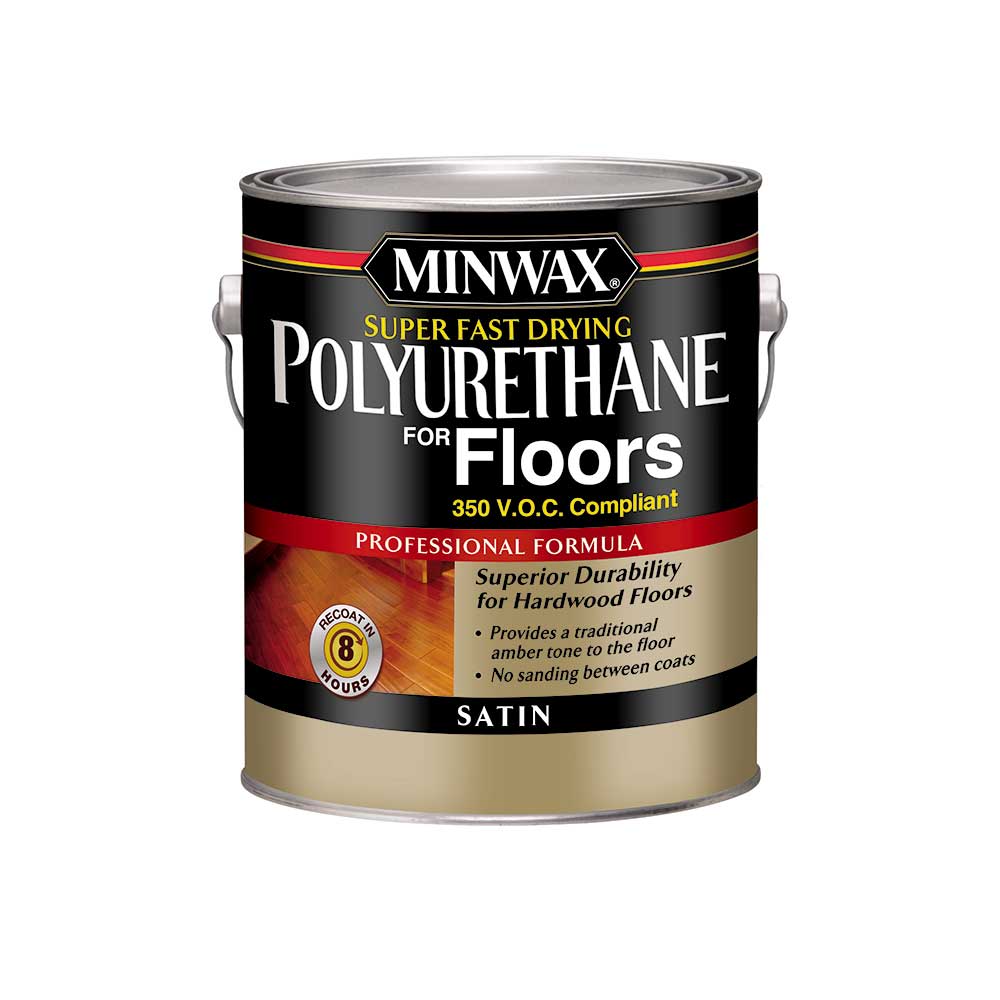 MINWAX®
SUPER FAST DRYING
POLYURETHANE
FOR Floors
350 V.O.C. Compliant
PROFESSIONAL FORMULA
Superior Durability
for Hardwood Floors
• Provides a traditional
amber tone to the floor
• No sanding between coats
RECOAT IN
8
HOURS
SATIN